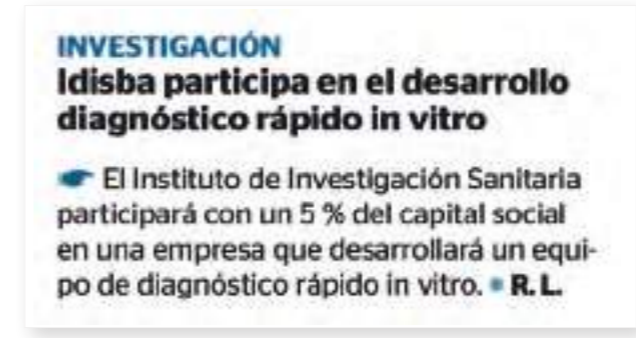 INVESTIGACIÓN
Idisba participa en el desarrollo
diagnóstico rápido in vitro
☛ El Instituto de Investigación Sanitaria
participará con un 5 % del capital social
en una empresa que desarrollará un equi-
po de diagnóstico rápido in vitro. • R. L.